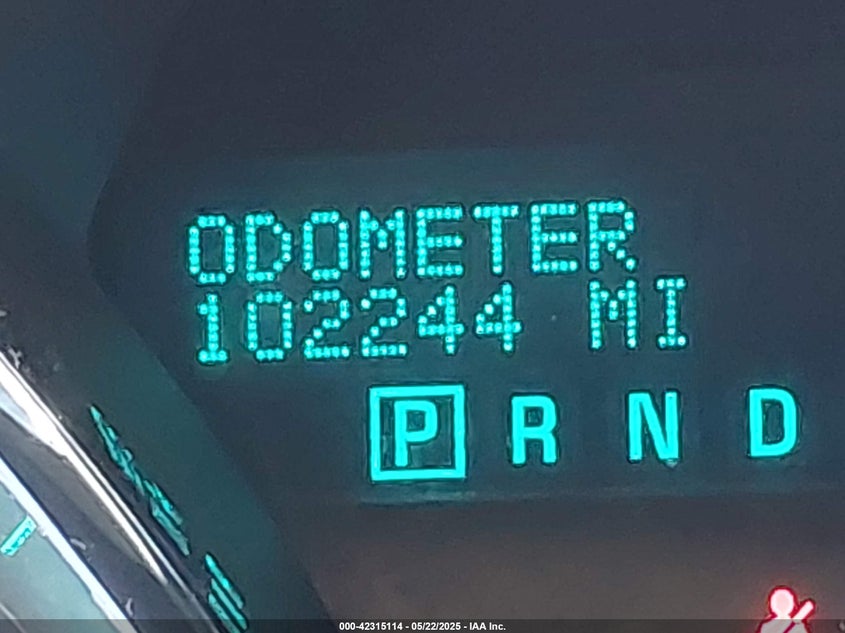 ODOMETER
102244 MI
P R N D
000-42315114 - 05/22/2025 - IAA Inc.